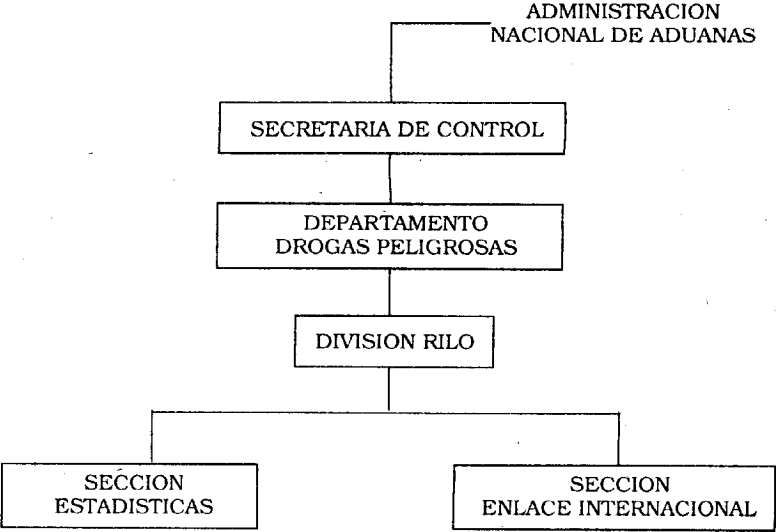 ADMINISTRACION
NACIONAL DE ADUANAS
SECRETARIA DE CONTROL
DEPARTAMENTO
DROGAS PELIGROSAS
DIVISION RILO
SECCION
ESTADISTICAS
SECCION
ENLACE INTERNACIONAL